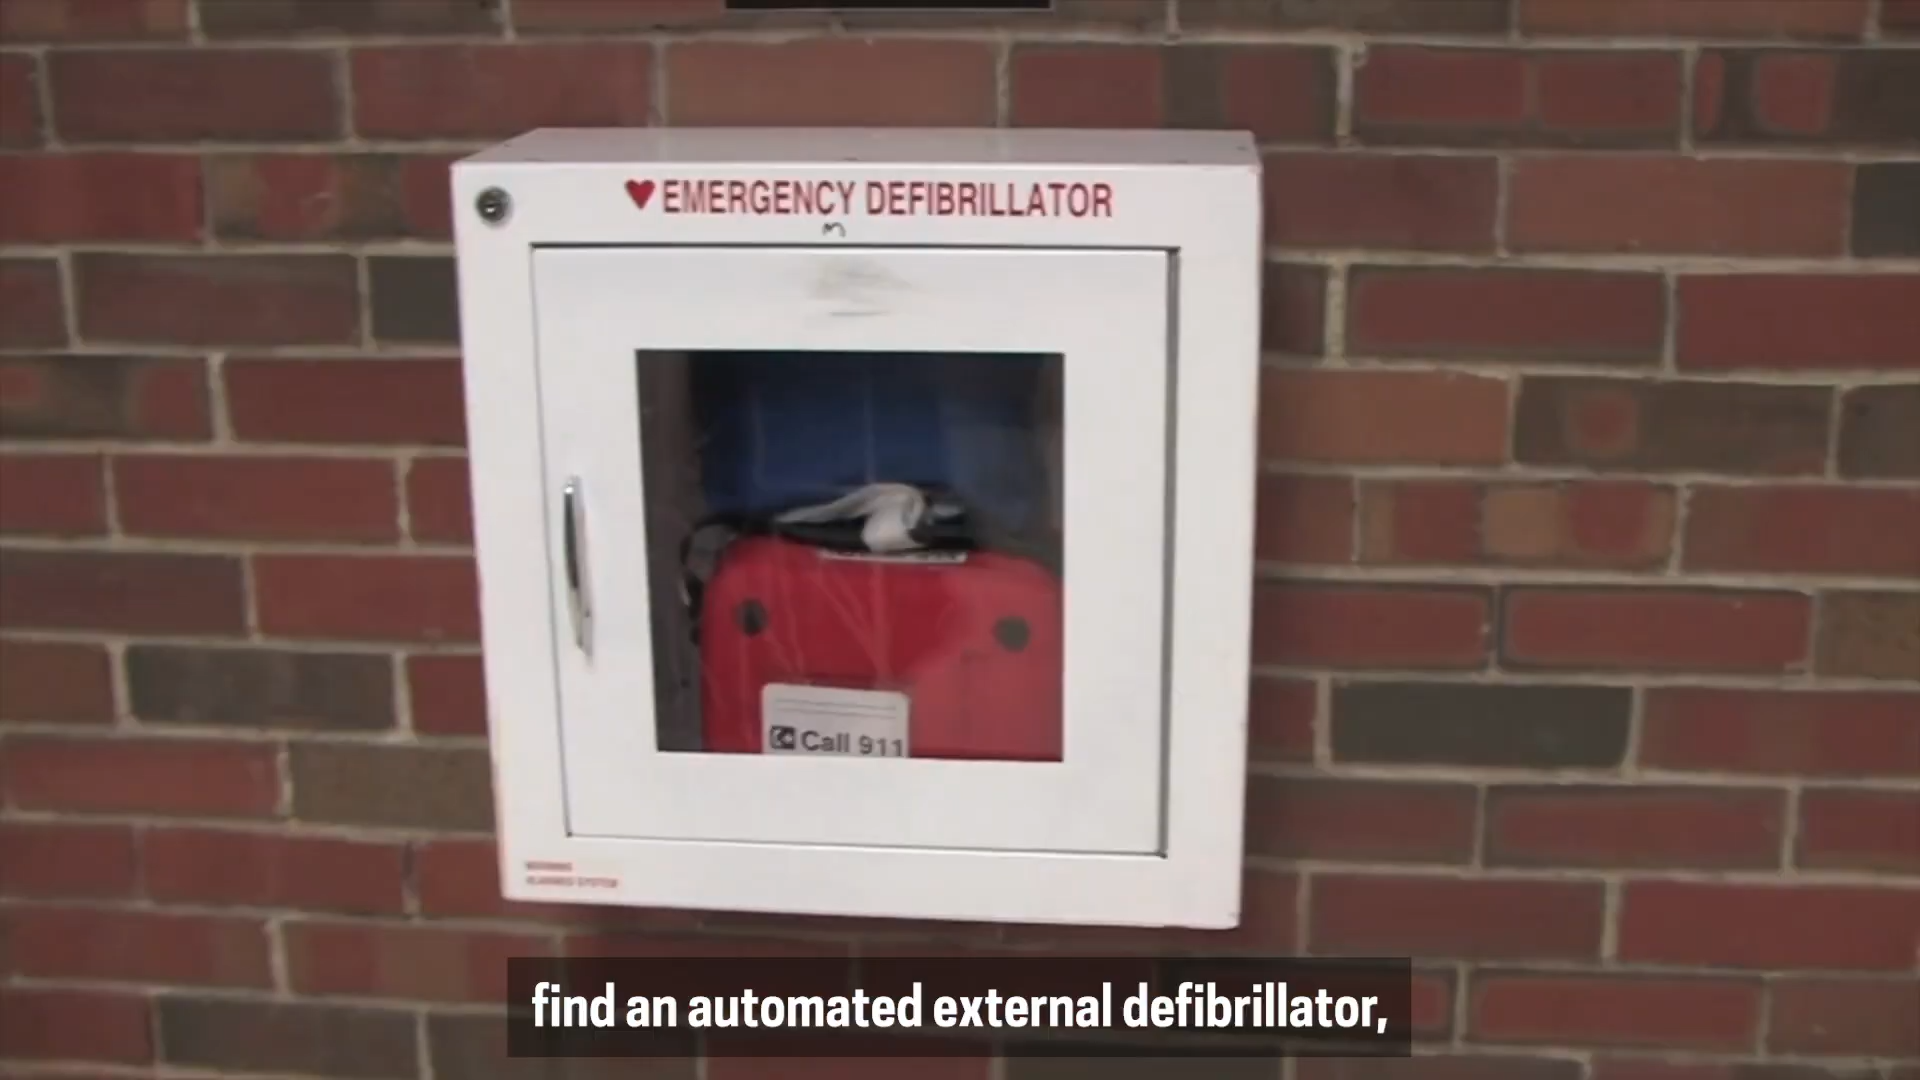 EMERGENCY DEFIBRILLATOR
Call 911
find an automated external defibrillator,